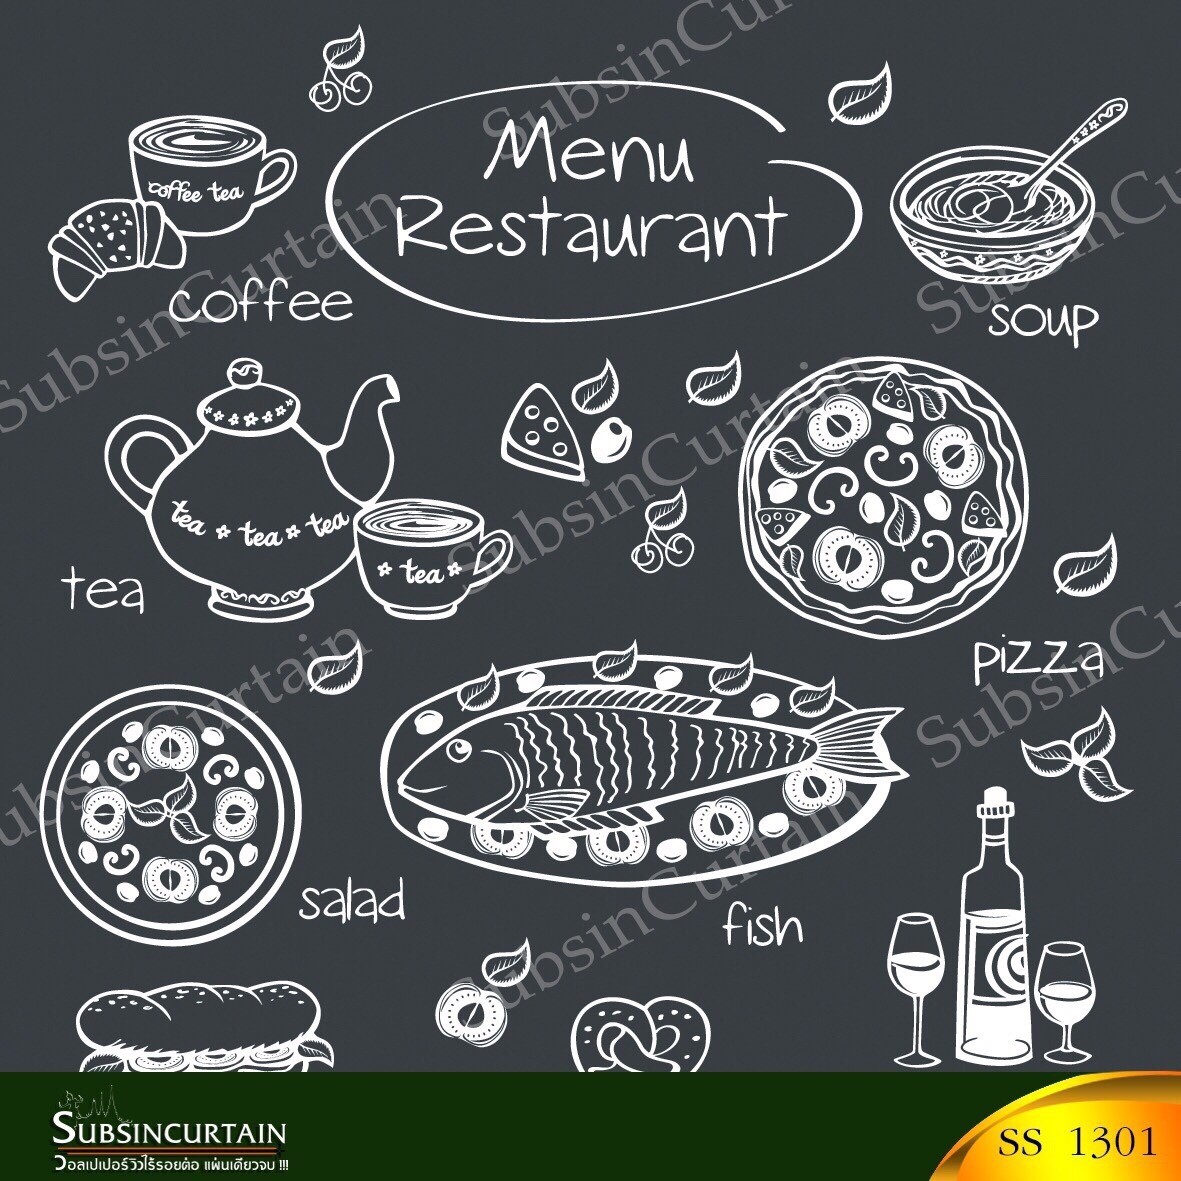 Menu
Restaurant
coffee tea
coffee
soup
tea tea tea
tea
tea
pizza
salad
fish
SubsinCurtain
SubsinCurtain
SubsinCurtain
SubsinCurtain
SubsinCurtain
SubsinCurtain
SubsinCurtain
SubsinCurtain
SUBSINCURTAIN
วอลเปเปอร์วิวไร้รอยต่อ แผ่นเดียวจบ !!!
SS 1301